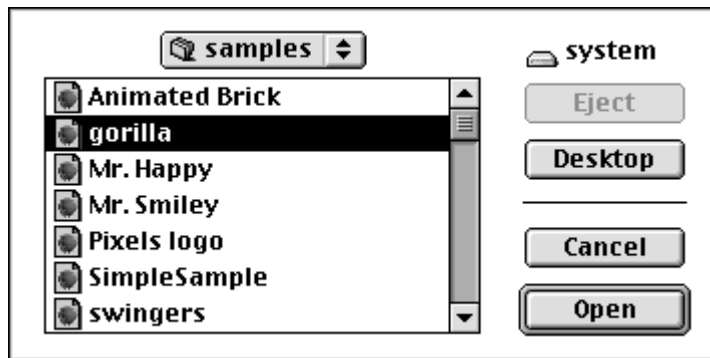 samples
system
Animated Brick
gorilla
Mr. Happy
Mr. Smiley
Pixels logo
SimpleSample
swingers
Eject
Desktop
Cancel
Open